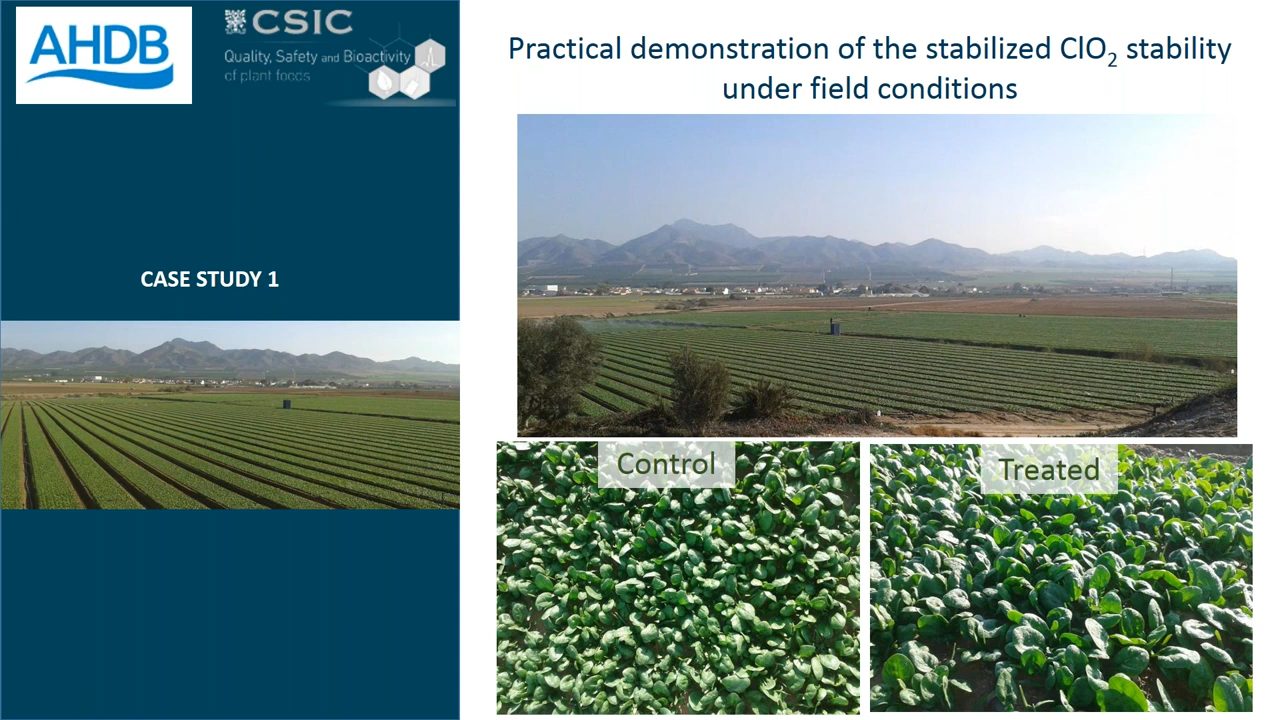 AHDB
CSIC
Quality, Safety and Bioactivity
of plant foods
CASE STUDY 1
Practical demonstration of the stabilized ClO₂ stability
under field conditions
Control
Treated